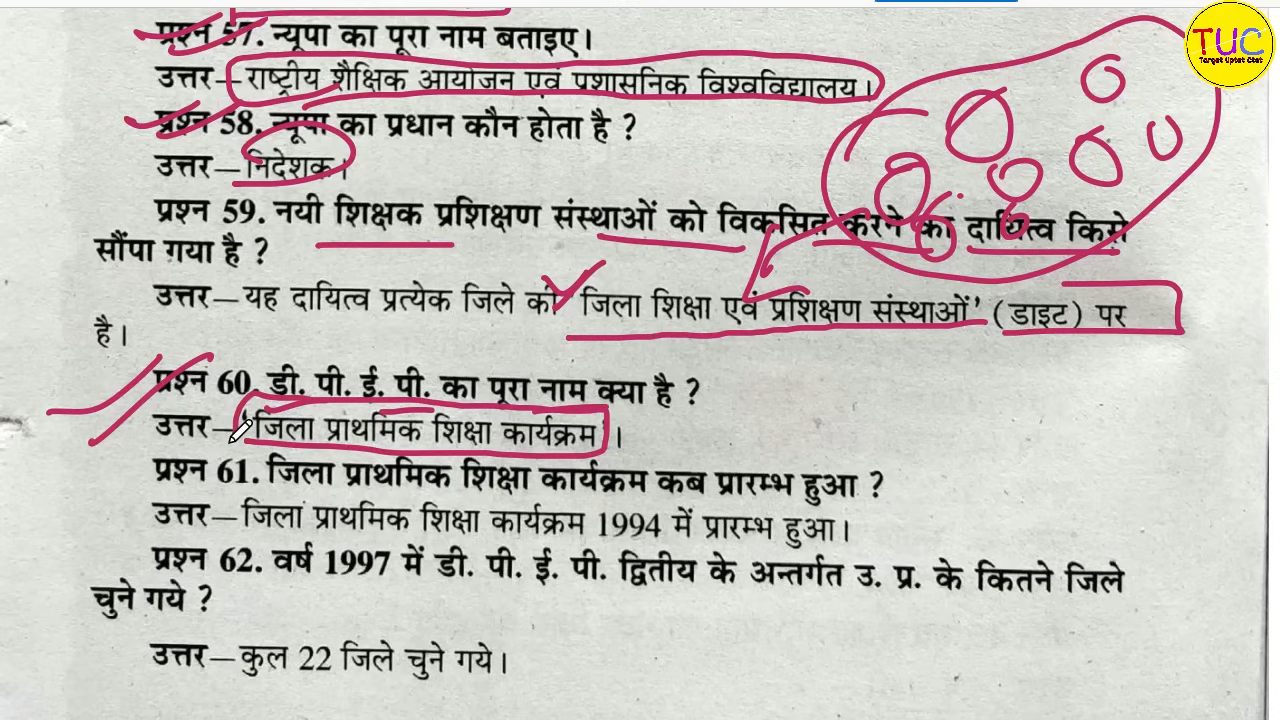 TUC
Target Uptet Ctet
प्रश्न 57. न्यूपा का पूरा नाम बताइए।
उत्तर–राष्ट्रीय शैक्षिक आयोजन एवं प्रशासनिक विश्वविद्यालय।
प्रश्न 58. न्यूपा का प्रधान कौन होता है ?
उत्तर–निदेशक।
प्रश्न 59. नयी शिक्षक प्रशिक्षण संस्थाओं को विकसित करने का दायित्व किसे
सौंपा गया है ?
उत्तर–यह दायित्व प्रत्येक जिले की 'जिला शिक्षा एवं प्रशिक्षण संस्थाओं' (डाइट) पर
है।
प्रश्न 60. डी. पी. ई. पी. का पूरा नाम क्या है ?
उत्तर–'जिला प्राथमिक शिक्षा कार्यक्रम'।
प्रश्न 61. जिला प्राथमिक शिक्षा कार्यक्रम कब प्रारम्भ हुआ ?
उत्तर–जिला प्राथमिक शिक्षा कार्यक्रम 1994 में प्रारम्भ हुआ।
प्रश्न 62. वर्ष 1997 में डी. पी. ई. पी. द्वितीय के अन्तर्गत उ. प्र. के कितने जिले
चुने गये ?
उत्तर–कुल 22 जिले चुने गये।